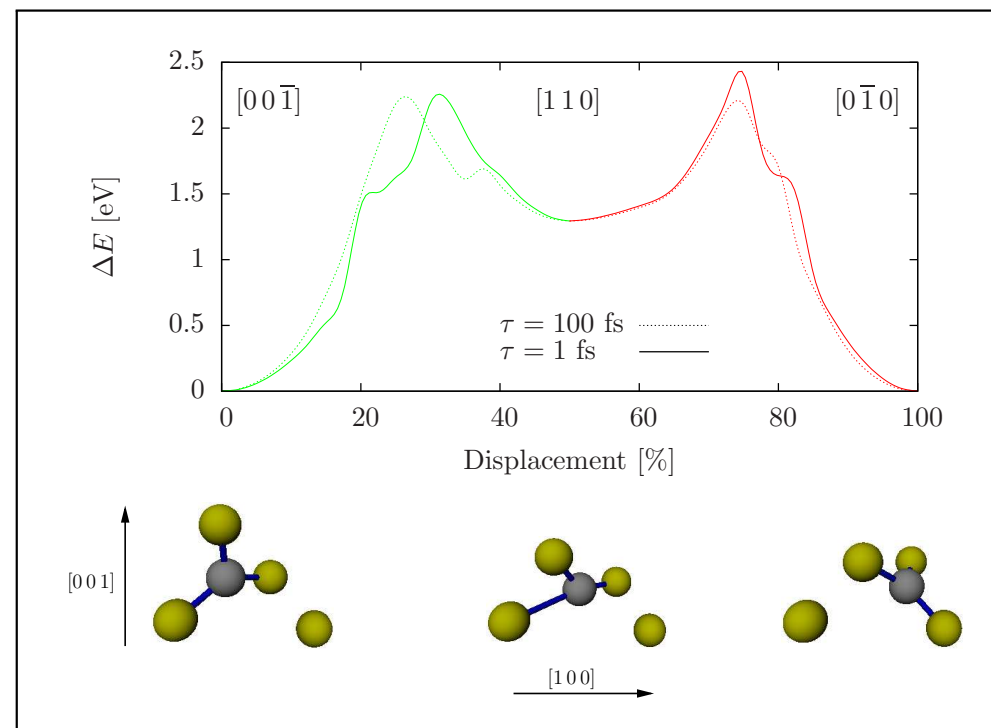 2.5
[0 0 1̅] [1 1 0] [0 1̅ 0]
2
1.5
1
0.5
0
ΔE [eV]
τ = 100 fs
τ = 1 fs
0 20 40 60 80 100
Displacement [%]
[0 0 1]
[1 0 0]